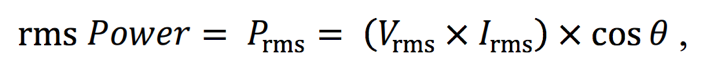 rms Power = P_rms = (V_rms × I_rms) × cos θ ,